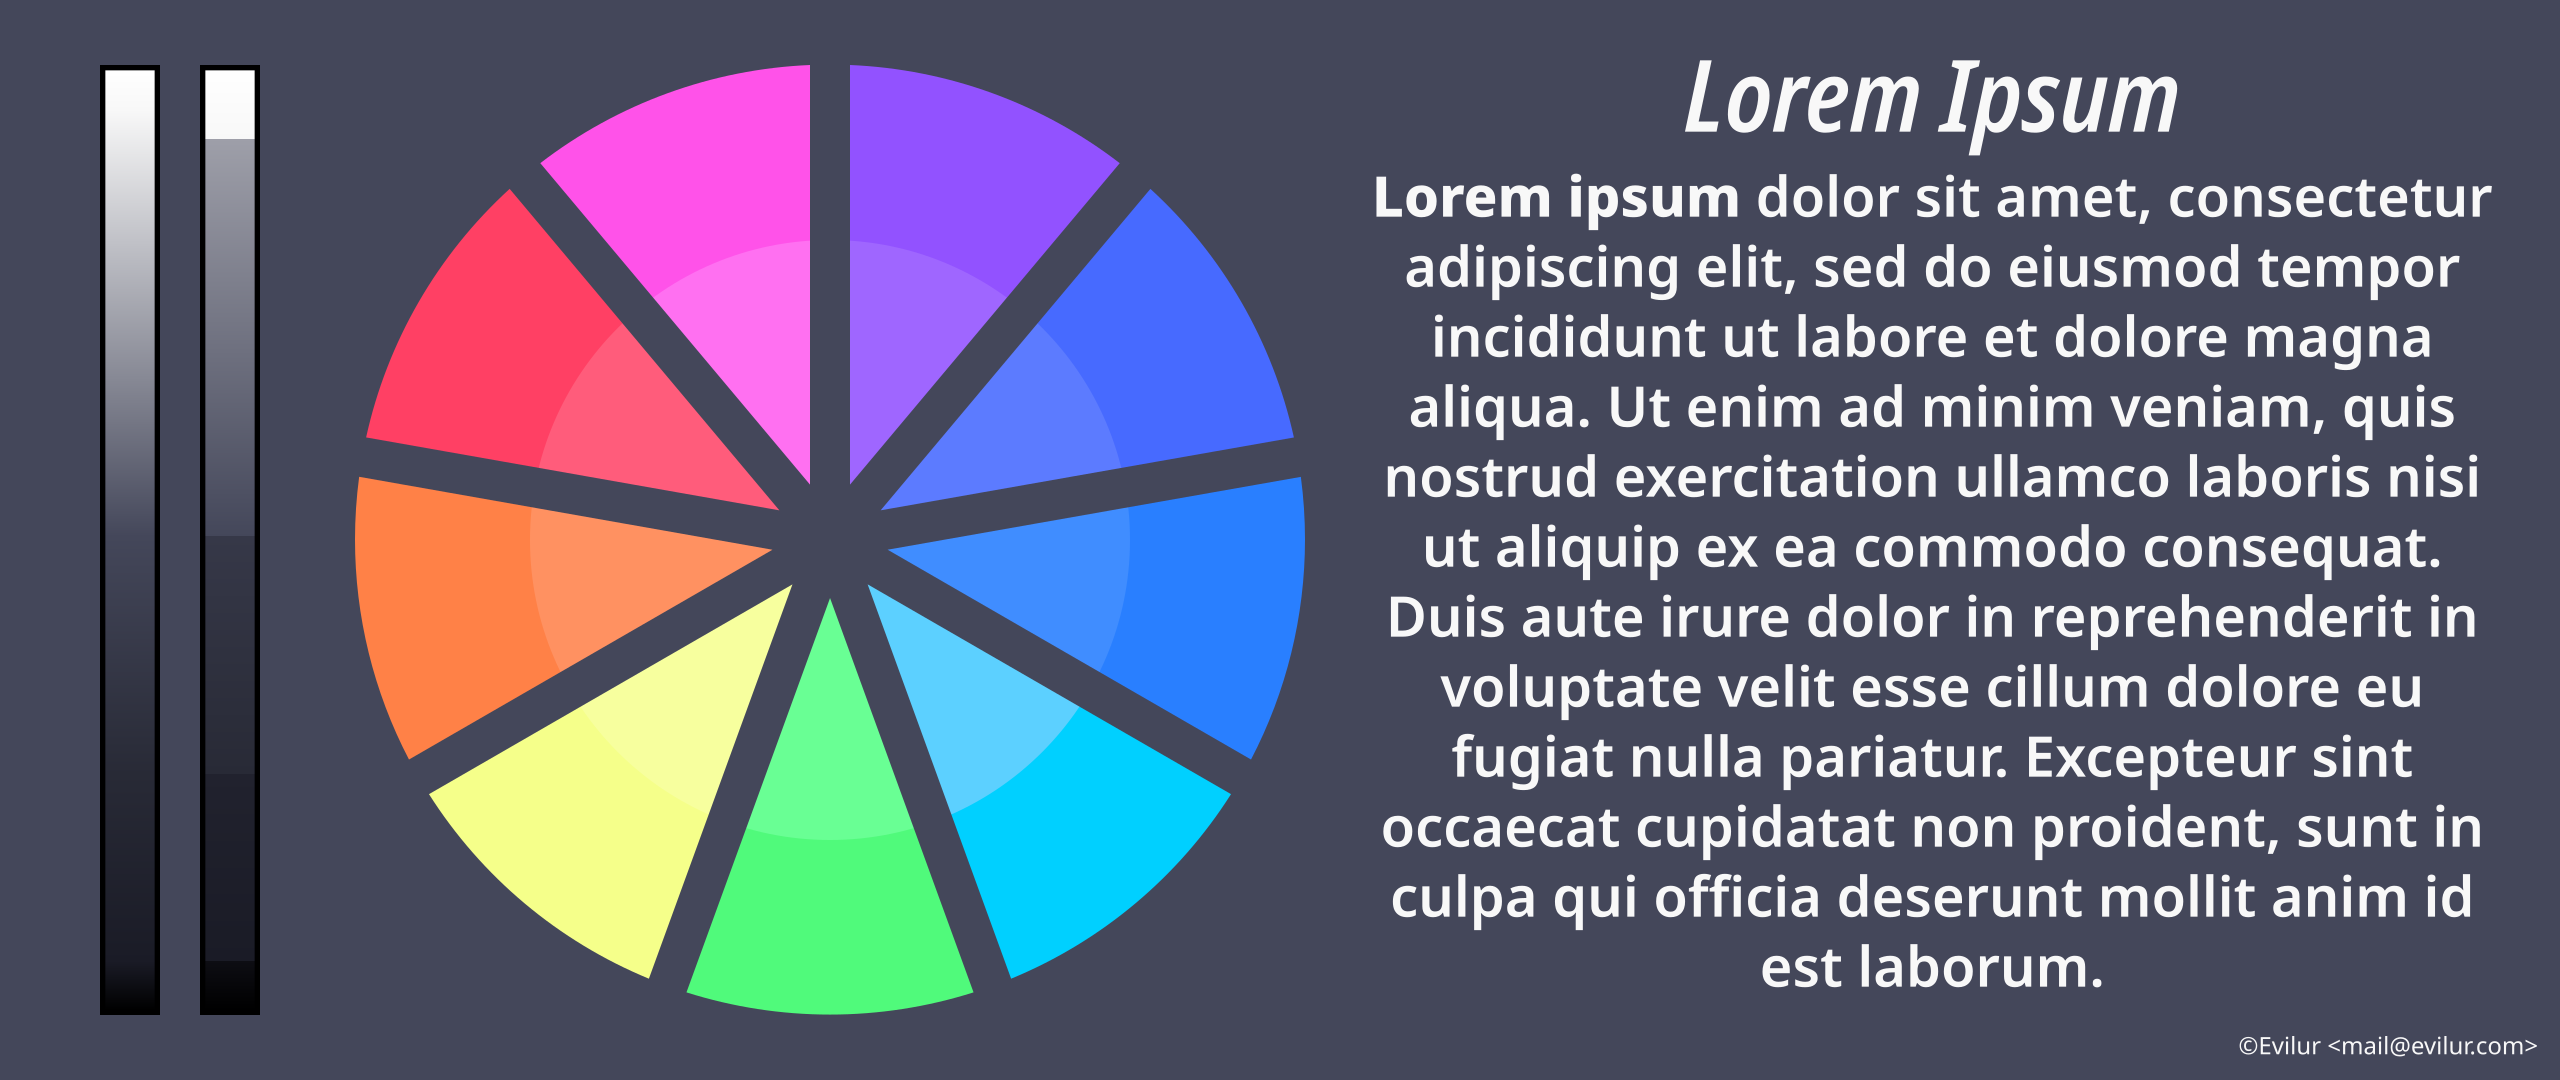 Lorem Ipsum
Lorem ipsum dolor sit amet, consectetur
adipiscing elit, sed do eiusmod tempor
incididunt ut labore et dolore magna
aliqua. Ut enim ad minim veniam, quis
nostrud exercitation ullamco laboris nisi
ut aliquip ex ea commodo consequat.
Duis aute irure dolor in reprehenderit in
voluptate velit esse cillum dolore eu
fugiat nulla pariatur. Excepteur sint
occaecat cupidatat non proident, sunt in
culpa qui officia deserunt mollit anim id
est laborum.
©Evilur <mail@evilur.com>